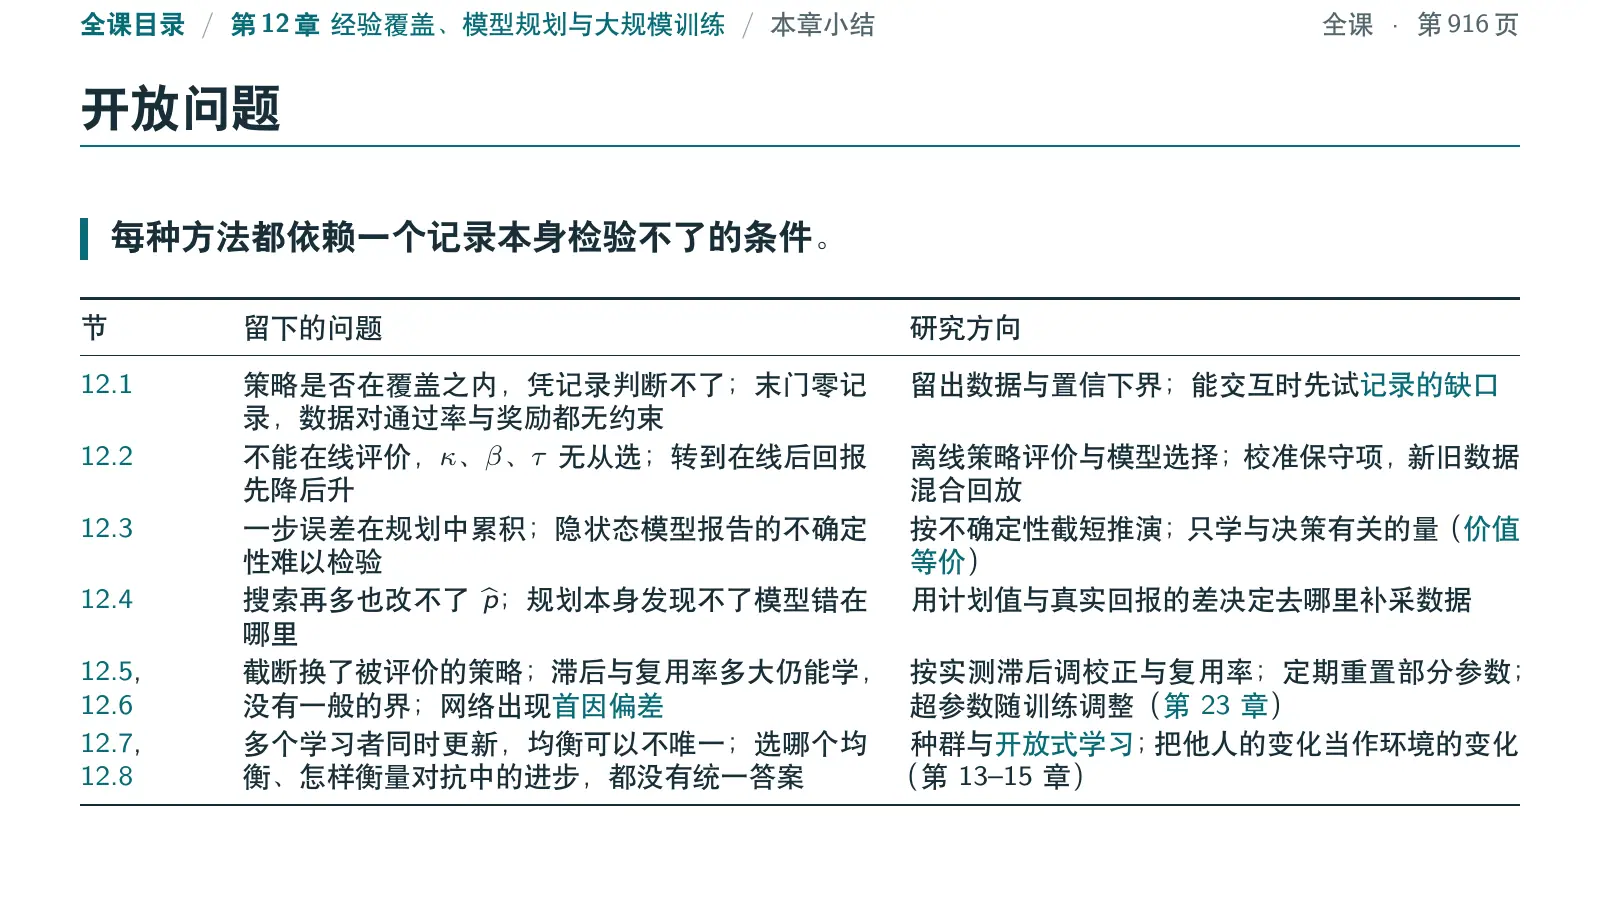 全课目录 / 第 12 章 经验覆盖、模型规划与大规模训练 / 本章小结 全课 · 第 916 页
开放问题
每种方法都依赖一个记录本身检验不了的条件。
节 留下的问题 研究方向
12.1 策略是否在覆盖之内，凭记录判断不了；末门零记 留出数据与置信下界；能交互时先试记录的缺口
录，数据对通过率与奖励都无约束
12.2 不能在线评价，κ、β、τ 无从选；转到在线后回报 离线策略评价与模型选择；校准保守项，新旧数据
先降后升 混合回放
12.3 一步误差在规划中累积；隐状态模型报告的不确定 按不确定性截短推演；只学与决策有关的量（价值
性难以检验 等价）
12.4 搜索再多也改不了 p̂；规划本身发现不了模型错在 用计划值与真实回报的差决定去哪里补采数据
哪里
12.5, 截断换了被评价的策略；滞后与复用率多大仍能学， 按实测滞后调校正与复用率；定期重置部分参数；
12.6 没有一般的界；网络出现首因偏差 超参数随训练调整（第 23 章）
12.7, 多个学习者同时更新，均衡可以不唯一；选哪个均 种群与开放式学习；把他人的变化当作环境的变化
12.8 衡、怎样衡量对抗中的进步，都没有统一答案 （第 13–15 章）